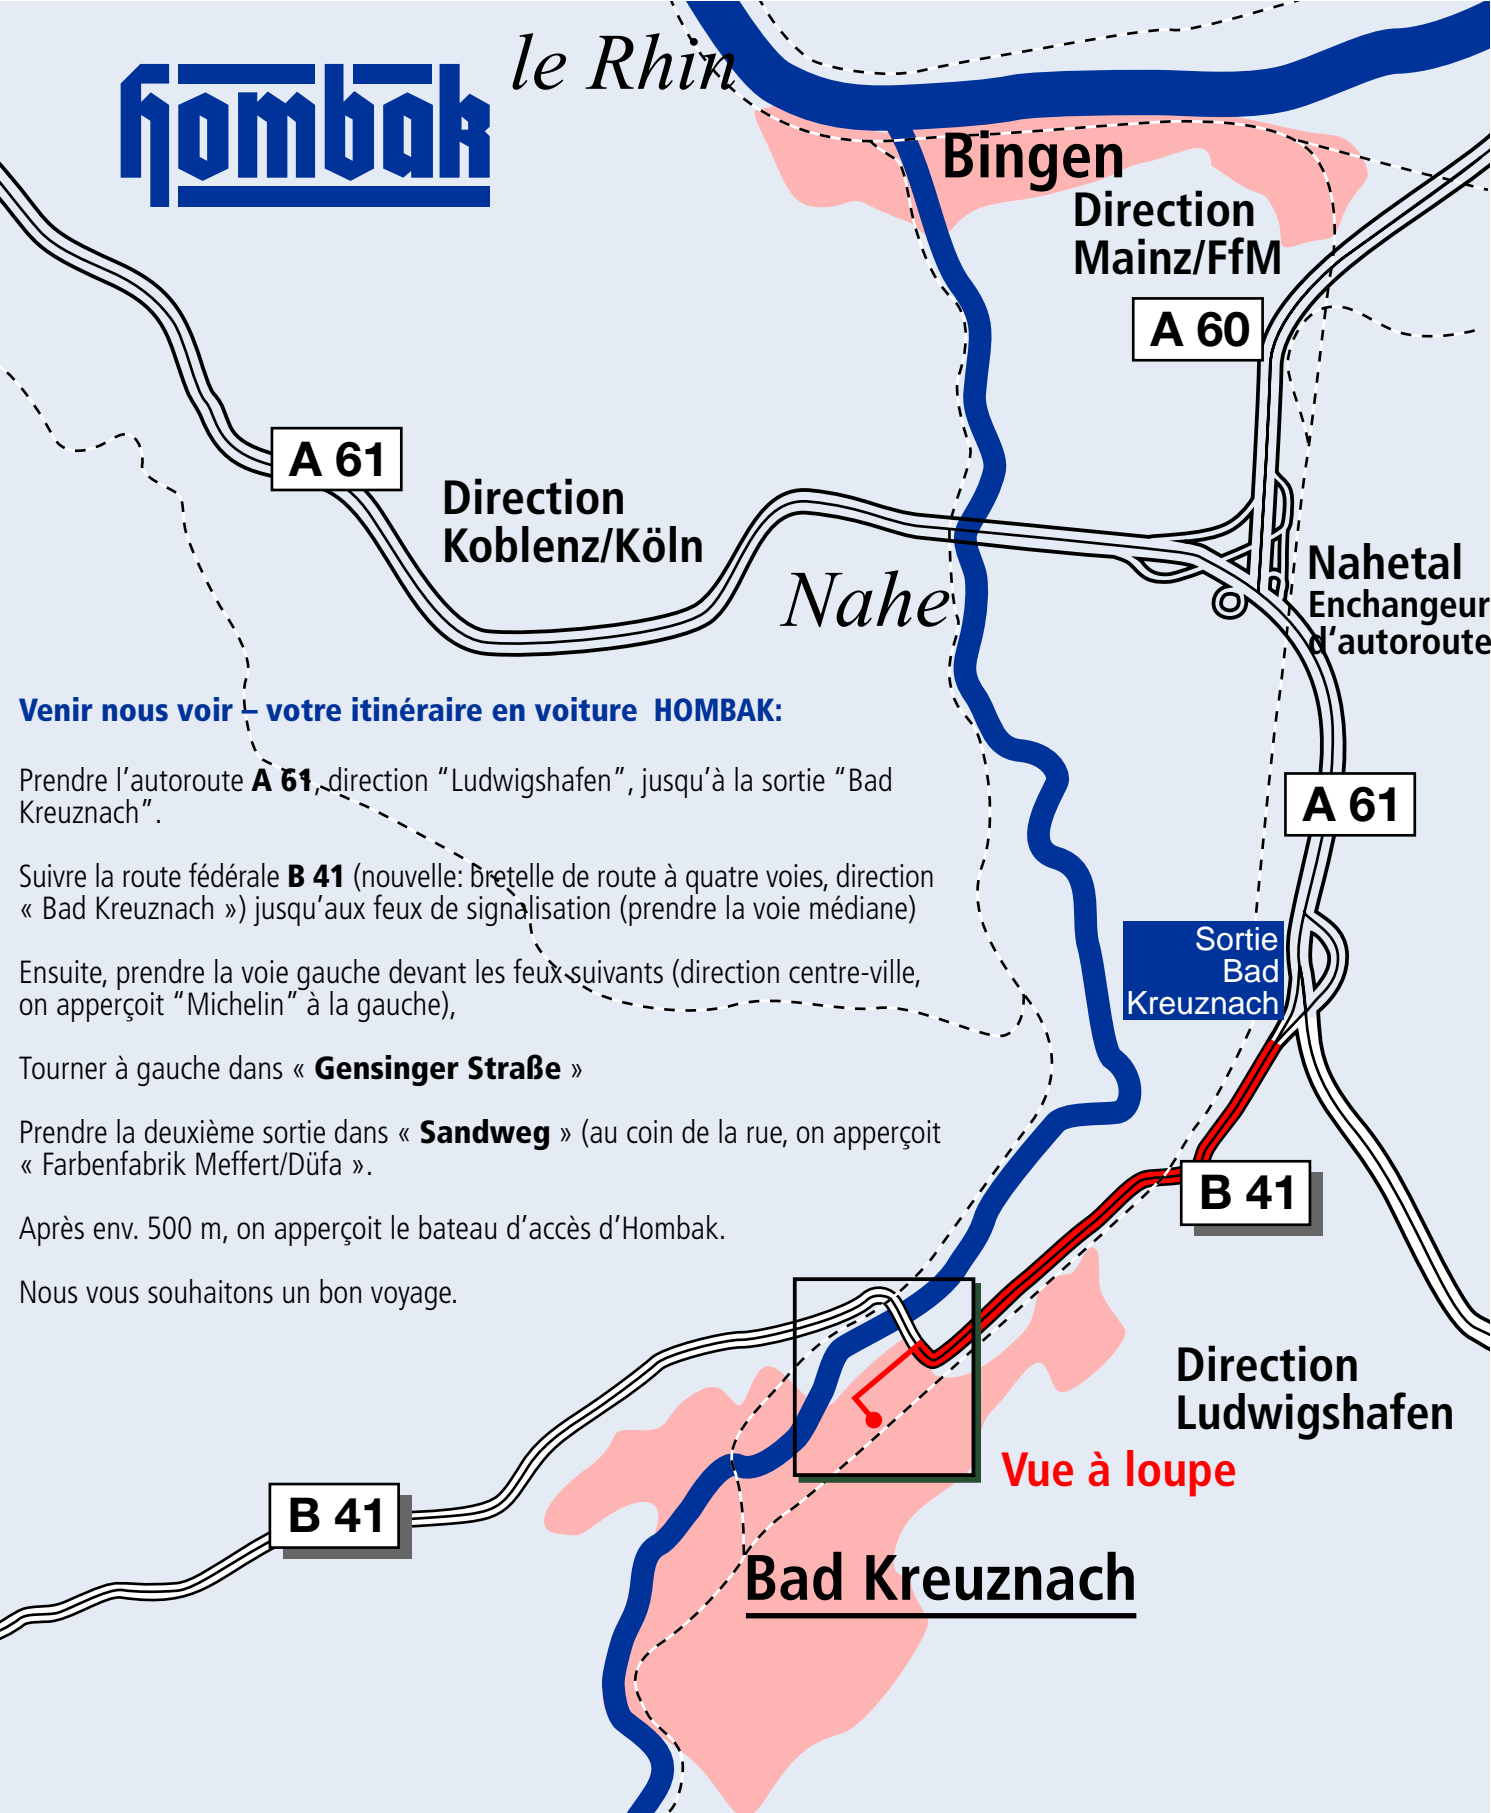 le Rhin
hombak
Bingen
Direction
Mainz/FfM
A 60
A 61
Direction
Koblenz/Köln
Nahetal
Enchangeur
d‘autoroute
Nahe
Venir nous voir – votre itinéraire en voiture  HOMBAK:
Prendre l’autoroute A 61, direction “Ludwigshafen”, jusqu’à la sortie “Bad
Kreuznach”.
Suivre la route fédérale B 41 (nouvelle: bretelle de route à quatre voies, direction
« Bad Kreuznach ») jusqu’aux feux de signalisation (prendre la voie médiane)
Ensuite, prendre la voie gauche devant les feux suivants (direction centre-ville,
on apperçoit “Michelin” à la gauche),
Tourner à gauche dans « Gensinger Straße »
Prendre la deuxième sortie dans « Sandweg » (au coin de la rue, on apperçoit
« Farbenfabrik Meffert/Düfa ».
Après env. 500 m, on apperçoit le bateau d’accès d’Hombak.
Nous vous souhaitons un bon voyage.
A 61
Sortie
Bad
Kreuznach
B 41
Direction
Ludwigshafen
Vue à loupe
B 41
Bad Kreuznach